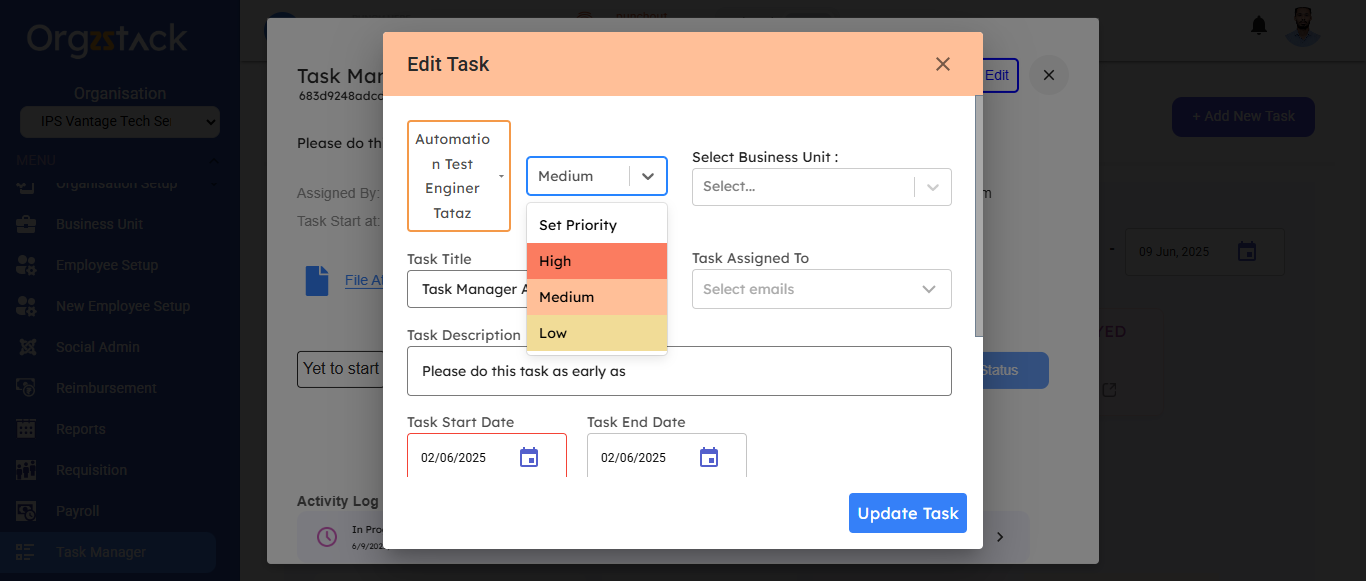 Orgzstack
Organisation
IPS Vantage Tech Se
MENU
Organisation Setup
Business Unit
Employee Setup
New Employee Setup
Social Admin
Reimbursement
Reports
Requisition
Payroll
Task Manager
+ Add New Task
09 Jun, 2025
Task Mar
683d9248adcc
Edit
Please do th
Assigned By:
Task Start at:
File At
Yet to start
Status
Activity Log
In Proc
6/9/202
Edit Task
Automatio
n Test
Enginer
Tataz
Medium
Set Priority
High
Medium
Low
Select Business Unit :
Select...
Task Title
Task Manager A
Task Assigned To
Select emails
Task Description
Please do this task as early as
Task Start Date
02/06/2025
Task End Date
02/06/2025
Update Task